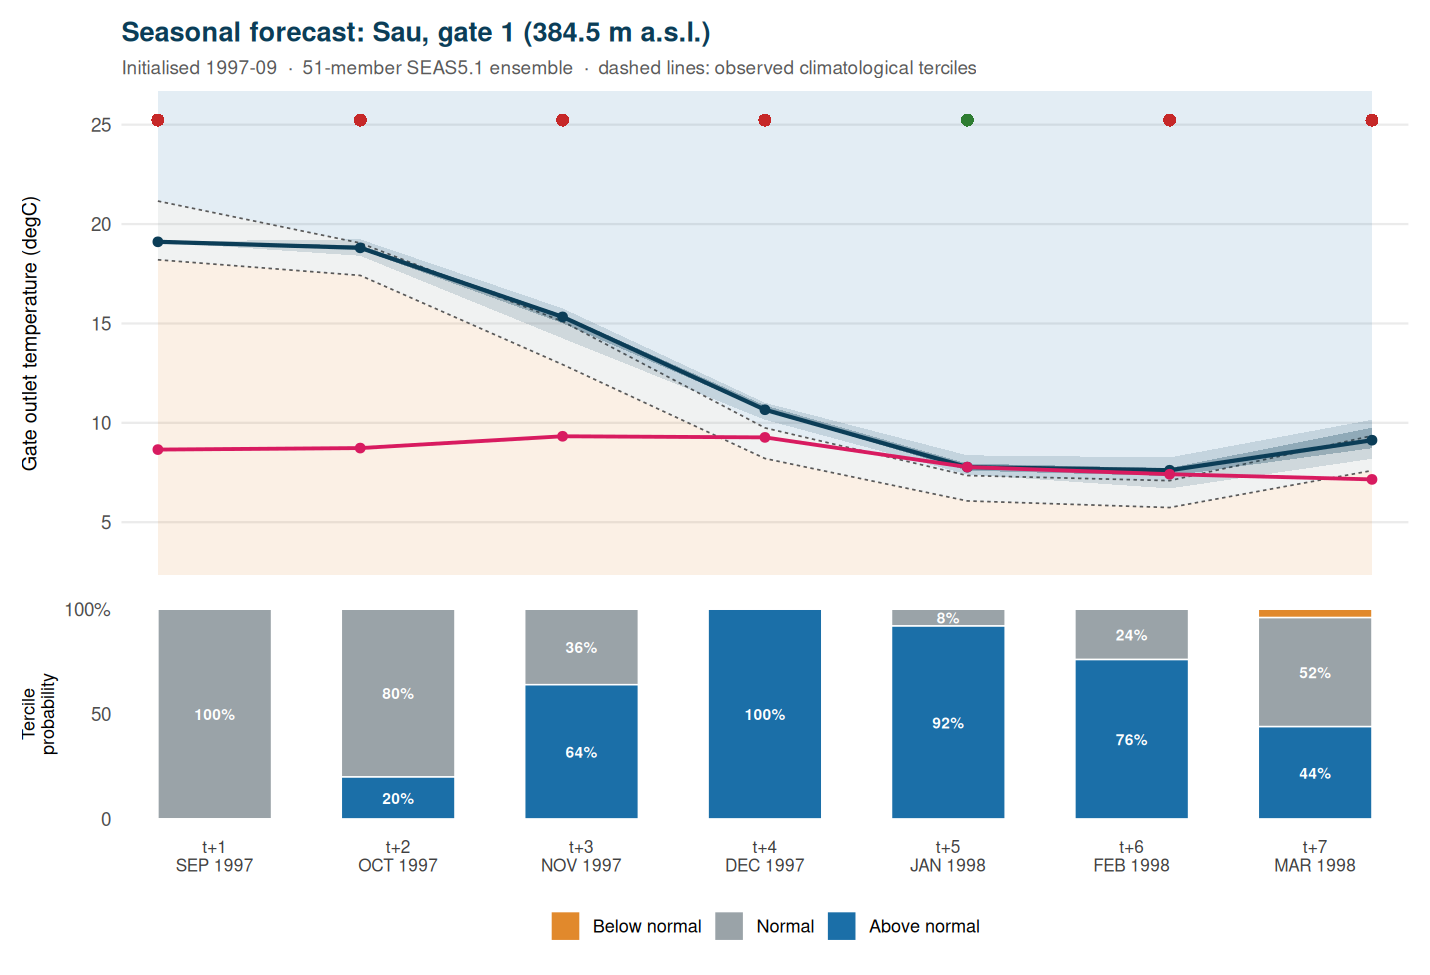 Seasonal forecast: Sau, gate 1 (384.5 m a.s.l.)
Initialised 1997-09 · 51-member SEAS5.1 ensemble · dashed lines: observed climatological terciles
Gate outlet temperature (degC)
25
20
15
10
5
Tercile
probability
100%
50
0
100%
80%
20%
36%
64%
100%
8%
92%
24%
76%
52%
44%
t+1
SEP 1997
t+2
OCT 1997
t+3
NOV 1997
t+4
DEC 1997
t+5
JAN 1998
t+6
FEB 1998
t+7
MAR 1998
Below normal
Normal
Above normal